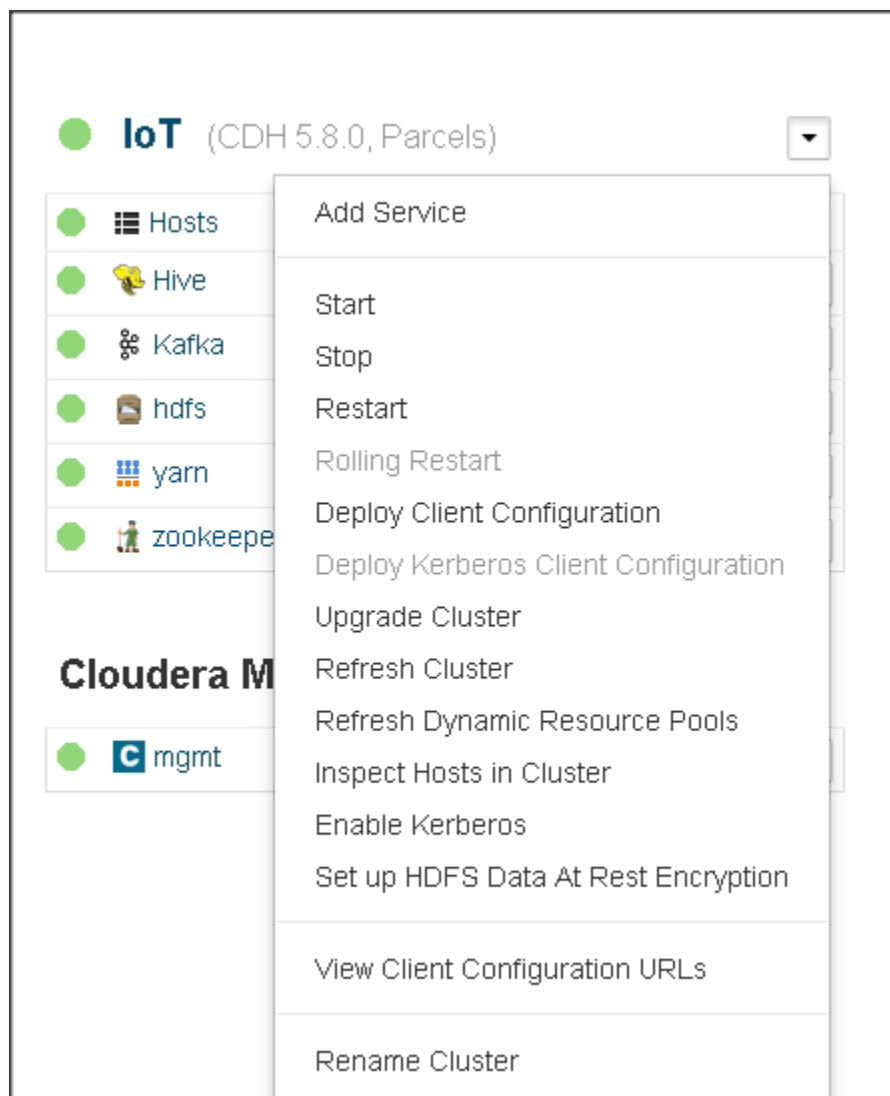 IoT (CDH 5.8.0, Parcels)
Hosts
Hive
Kafka
hdfs
yarn
zookeepe
Add Service
Start
Stop
Restart
Rolling Restart
Deploy Client Configuration
Deploy Kerberos Client Configuration
Upgrade Cluster
Refresh Cluster
Refresh Dynamic Resource Pools
Inspect Hosts in Cluster
Enable Kerberos
Set up HDFS Data At Rest Encryption
View Client Configuration URLs
Rename Cluster
Cloudera M
C mgmt